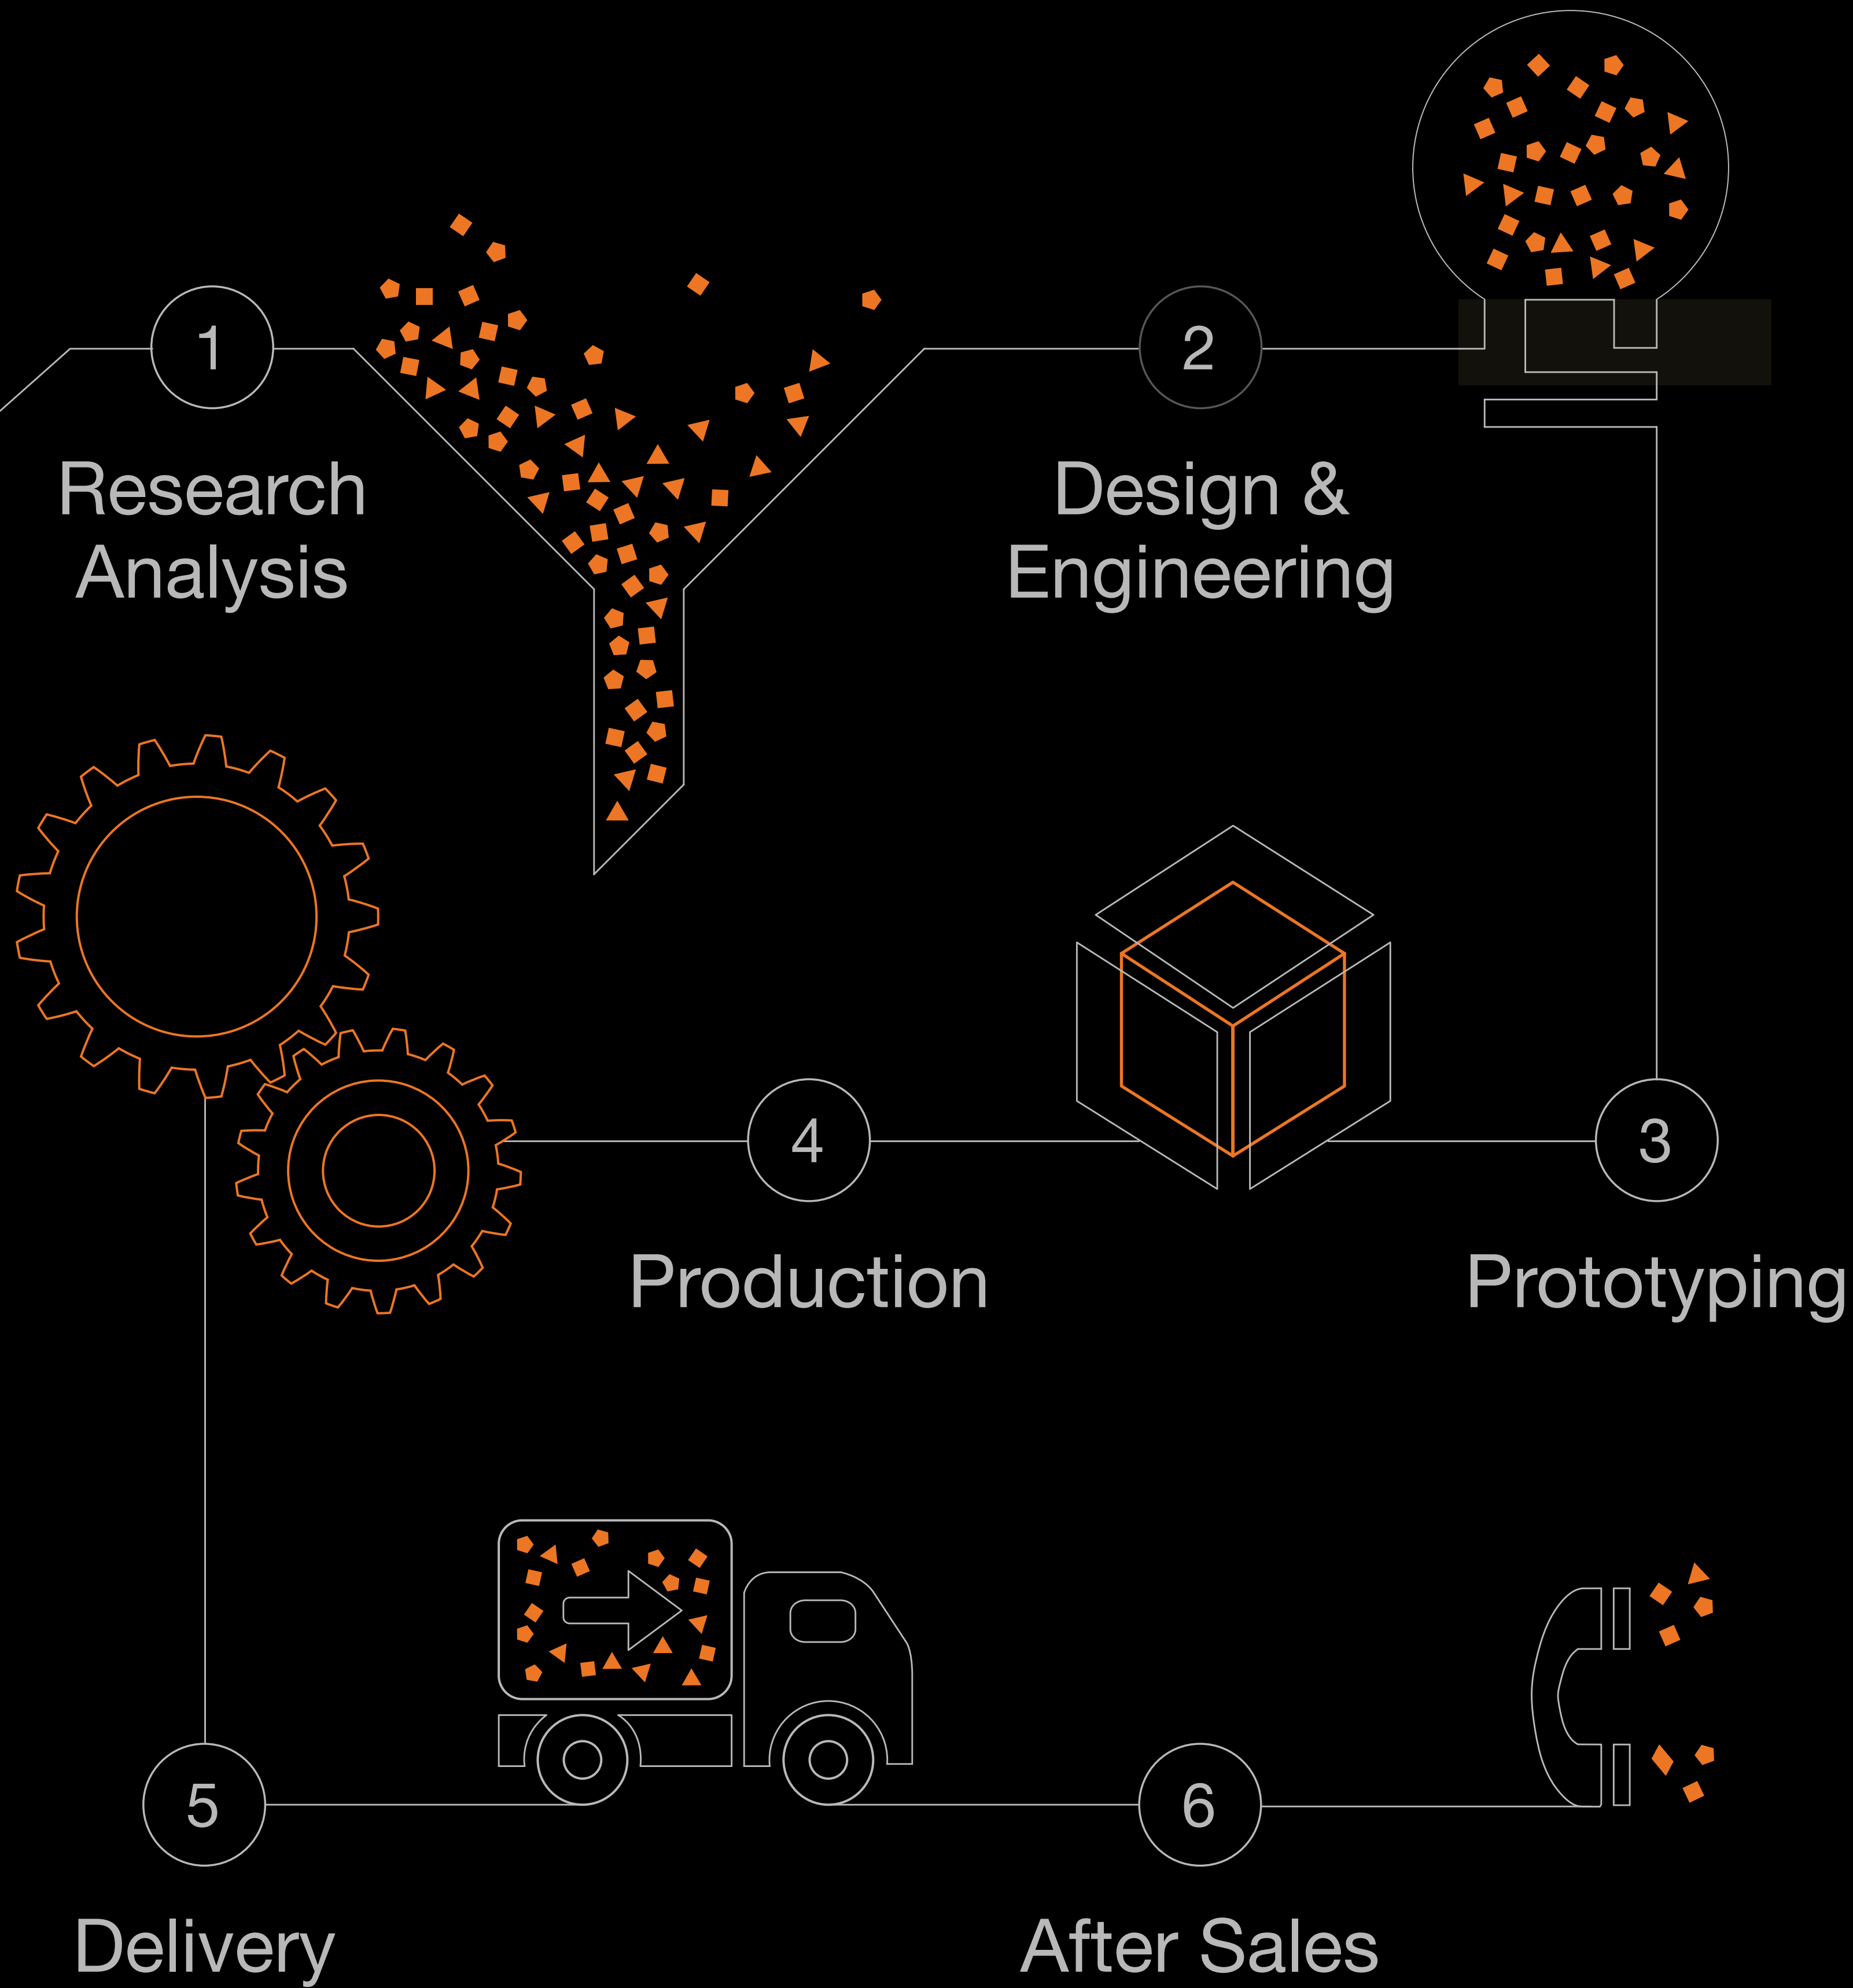 1
Research
Analysis
2
Design &
Engineering
3
Prototyping
4
Production
5
Delivery
6
After Sales